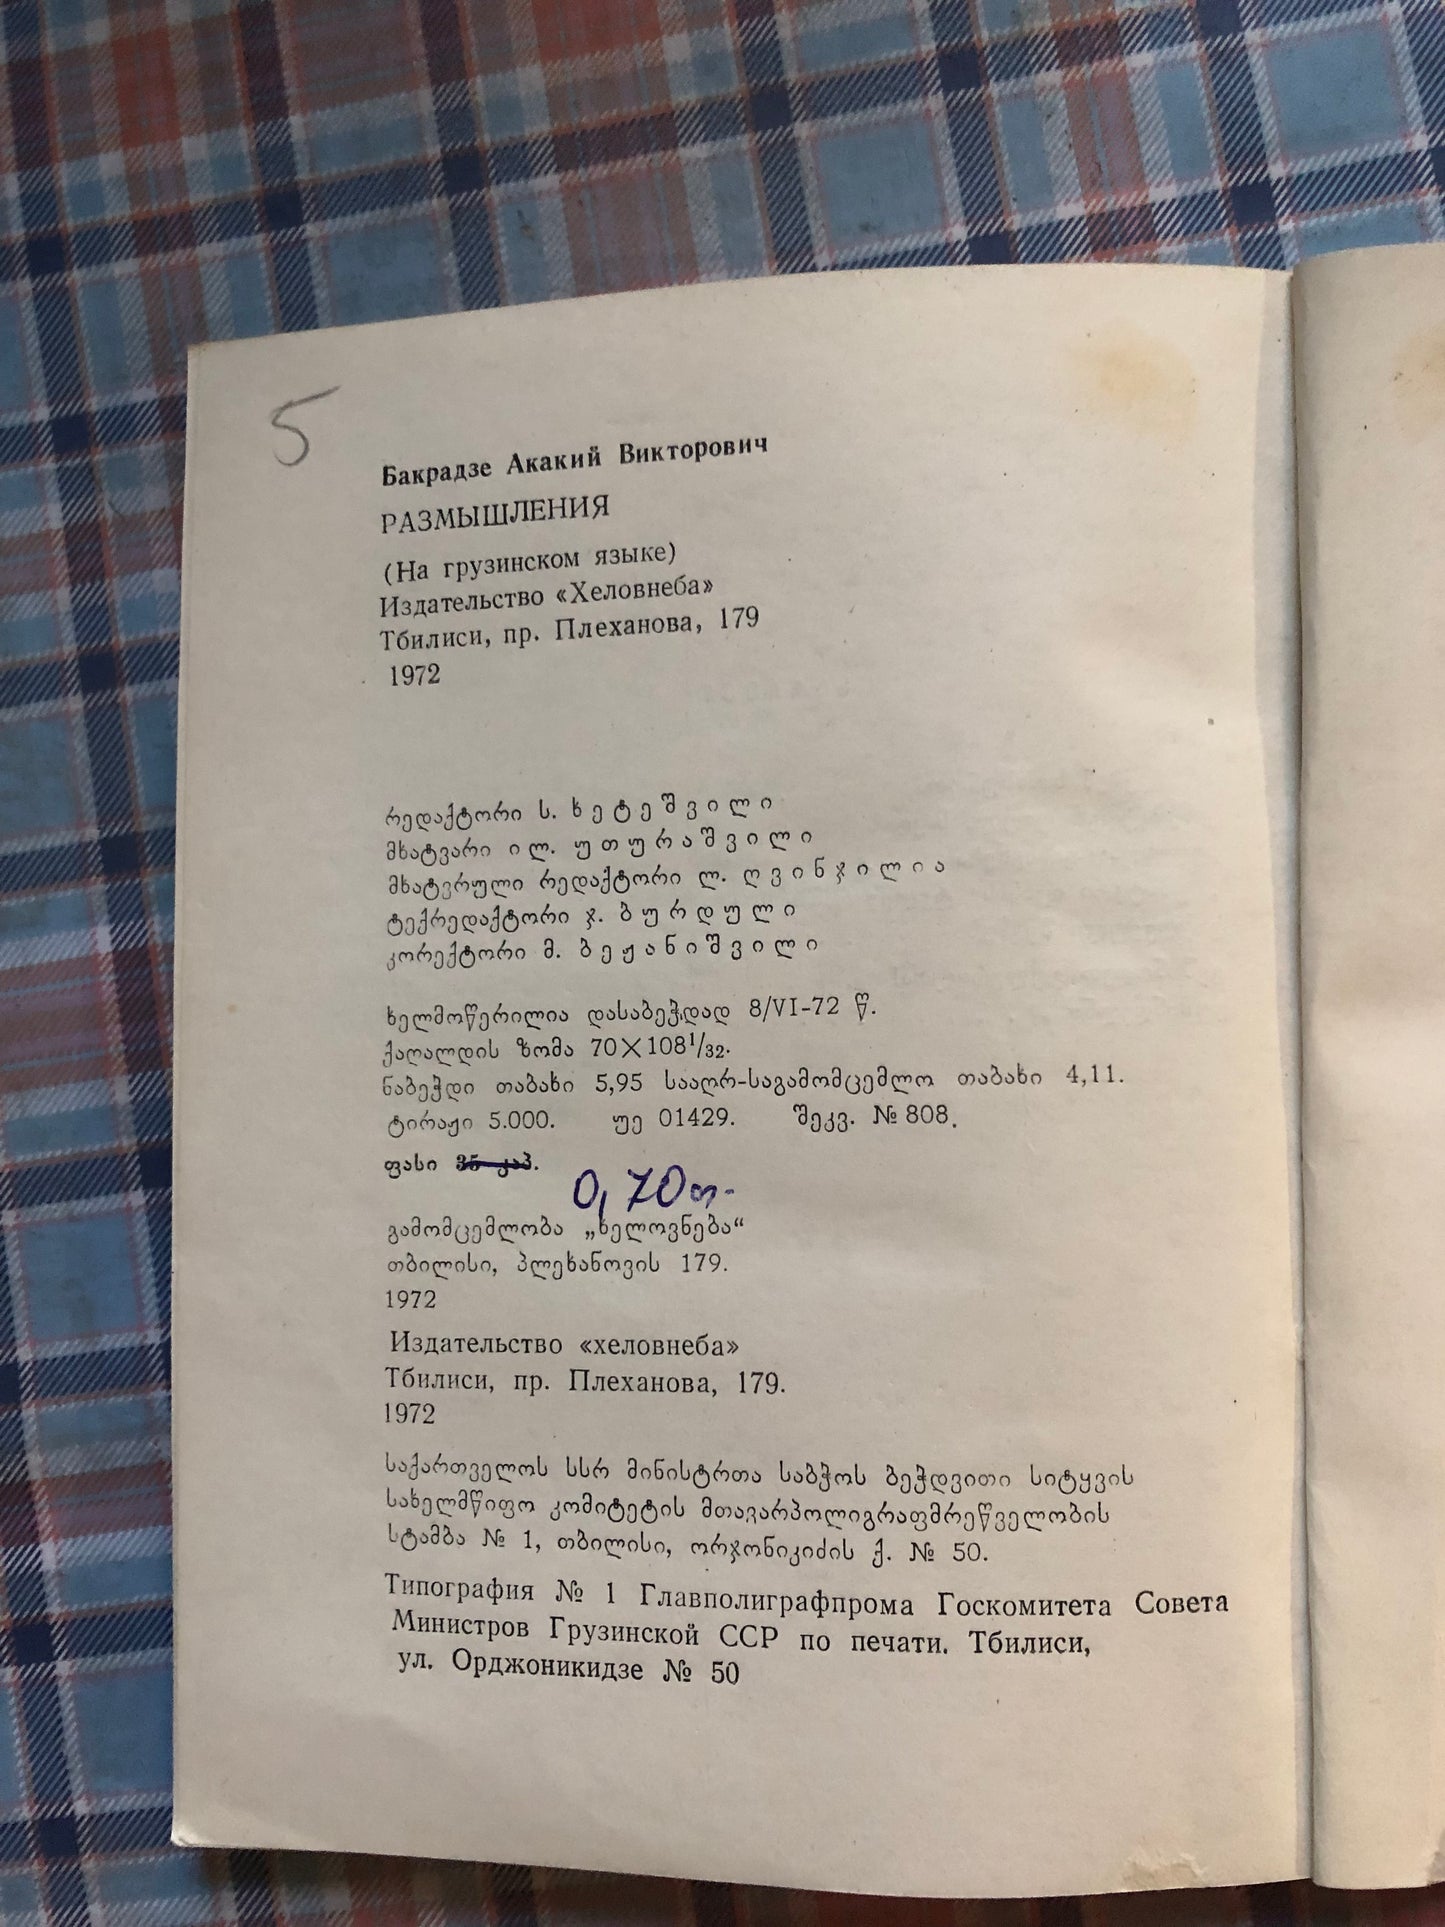 5
Бакрадзе Акакий Викторович
РАЗМЫШЛЕНИЯ
(На грузинском языке)
Издательство «Хеловнеба»
Тбилиси, пр. Плеханова, 179
1972
რედაქტორი ს. ხეტეშვილი
მხატვარი ილ. უთურაშვილი
მხატვრული რედაქტორი ლ. ღვინჯილია
ტექრედაქტორი ჯ. ბურდული
კორექტორი მ. ბეჟანიშვილი
ხელმოწერილია დასაბეჭდად 8/VI-72 წ.
ქაღალდის ზომა 70×108¹/₃₂.
ნაბეჭდი თაბახი 5,95 სააღრ-საგამომცემლო თაბახი 4,11.
ტირაჟი 5.000. უე 01429. შეკვ. № 808.
ფასი 35 კაპ.
0,70თ-
გამომცემლობა „ხელოვნება“
თბილისი, პლეხანოვის 179.
1972
Издательство «хеловнеба»
Тбилиси, пр. Плеханова, 179.
1972
საქართველოს სსრ მინისტრთა საბჭოს ბეჭდვითი სიტყვის
სახელმწიფო კომიტეტის მთავარპოლიგრაფმრეწველობის
სტამბა № 1, თბილისი, ორჯონიკიძის ქ. № 50.
Типография № 1 Главполиграфпрома Госкомитета Совета
Министров Грузинской ССР по печати. Тбилиси,
ул. Орджоникидзе № 50